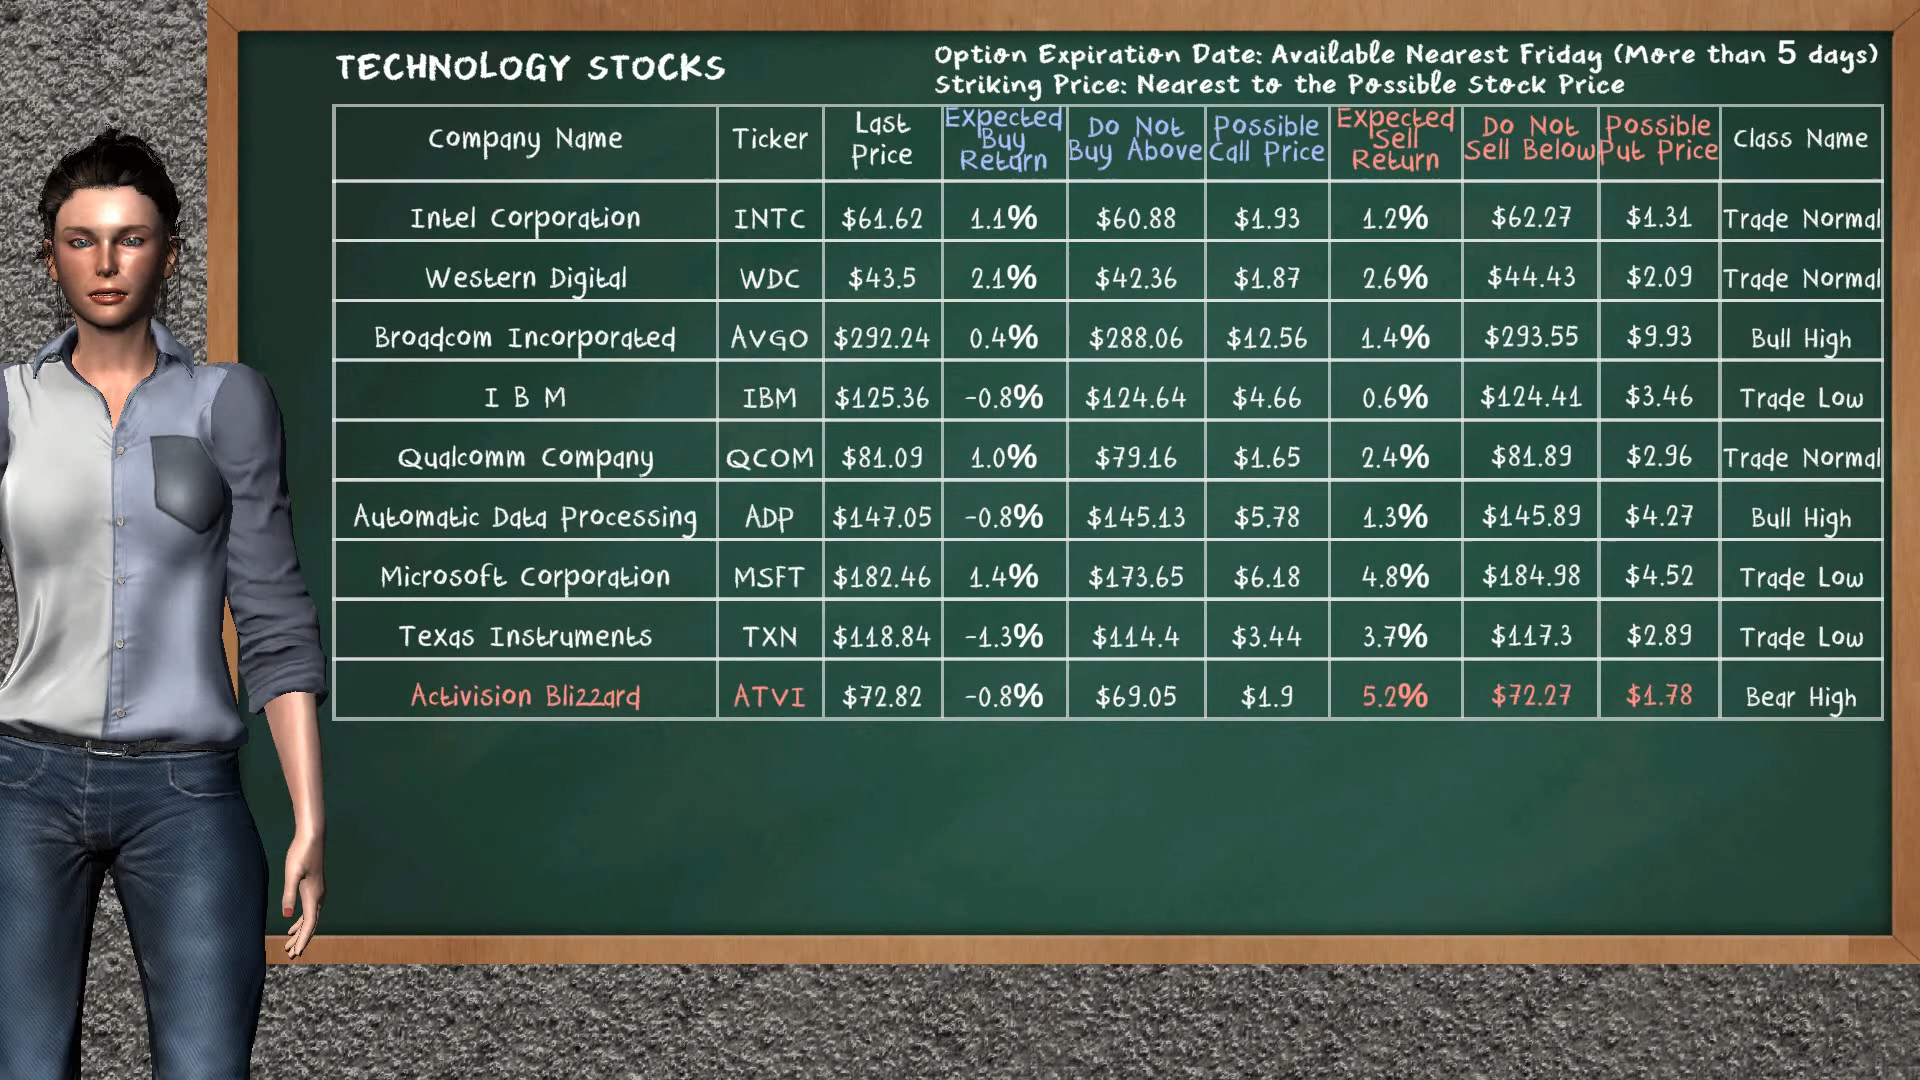 TECHNOLOGY STOCKS
Option Expiration Date: Available Nearest Friday (More than 5 days)
Striking Price: Nearest to the Possible Stock Price
Company Name Ticker Last Price Expected Buy Return Do Not Buy Above Possible Call Price Expected Sell Return Do Not Sell Below Possible Put Price Class Name
Intel Corporation INTC $61.62 1.1% $60.88 $1.93 1.2% $62.27 $1.31 Trade Normal
Western Digital WDC $43.5 2.1% $42.36 $1.87 2.6% $44.43 $2.09 Trade Normal
Broadcom Incorporated AVGO $292.24 0.4% $288.06 $12.56 1.4% $293.55 $9.93 Bull High
I B M IBM $125.36 -0.8% $124.64 $4.66 0.6% $124.41 $3.46 Trade Low
Qualcomm Company QCOM $81.09 1.0% $79.16 $1.65 2.4% $81.89 $2.96 Trade Normal
Automatic Data Processing ADP $147.05 -0.8% $145.13 $5.78 1.3% $145.89 $4.27 Bull High
Microsoft Corporation MSFT $182.46 1.4% $173.65 $6.18 4.8% $184.98 $4.52 Trade Low
Texas Instruments TXN $118.84 -1.3% $114.4 $3.44 3.7% $117.3 $2.89 Trade Low
Activision Blizzard ATVI $72.82 -0.8% $69.05 $1.9 5.2% $72.27 $1.78 Bear High